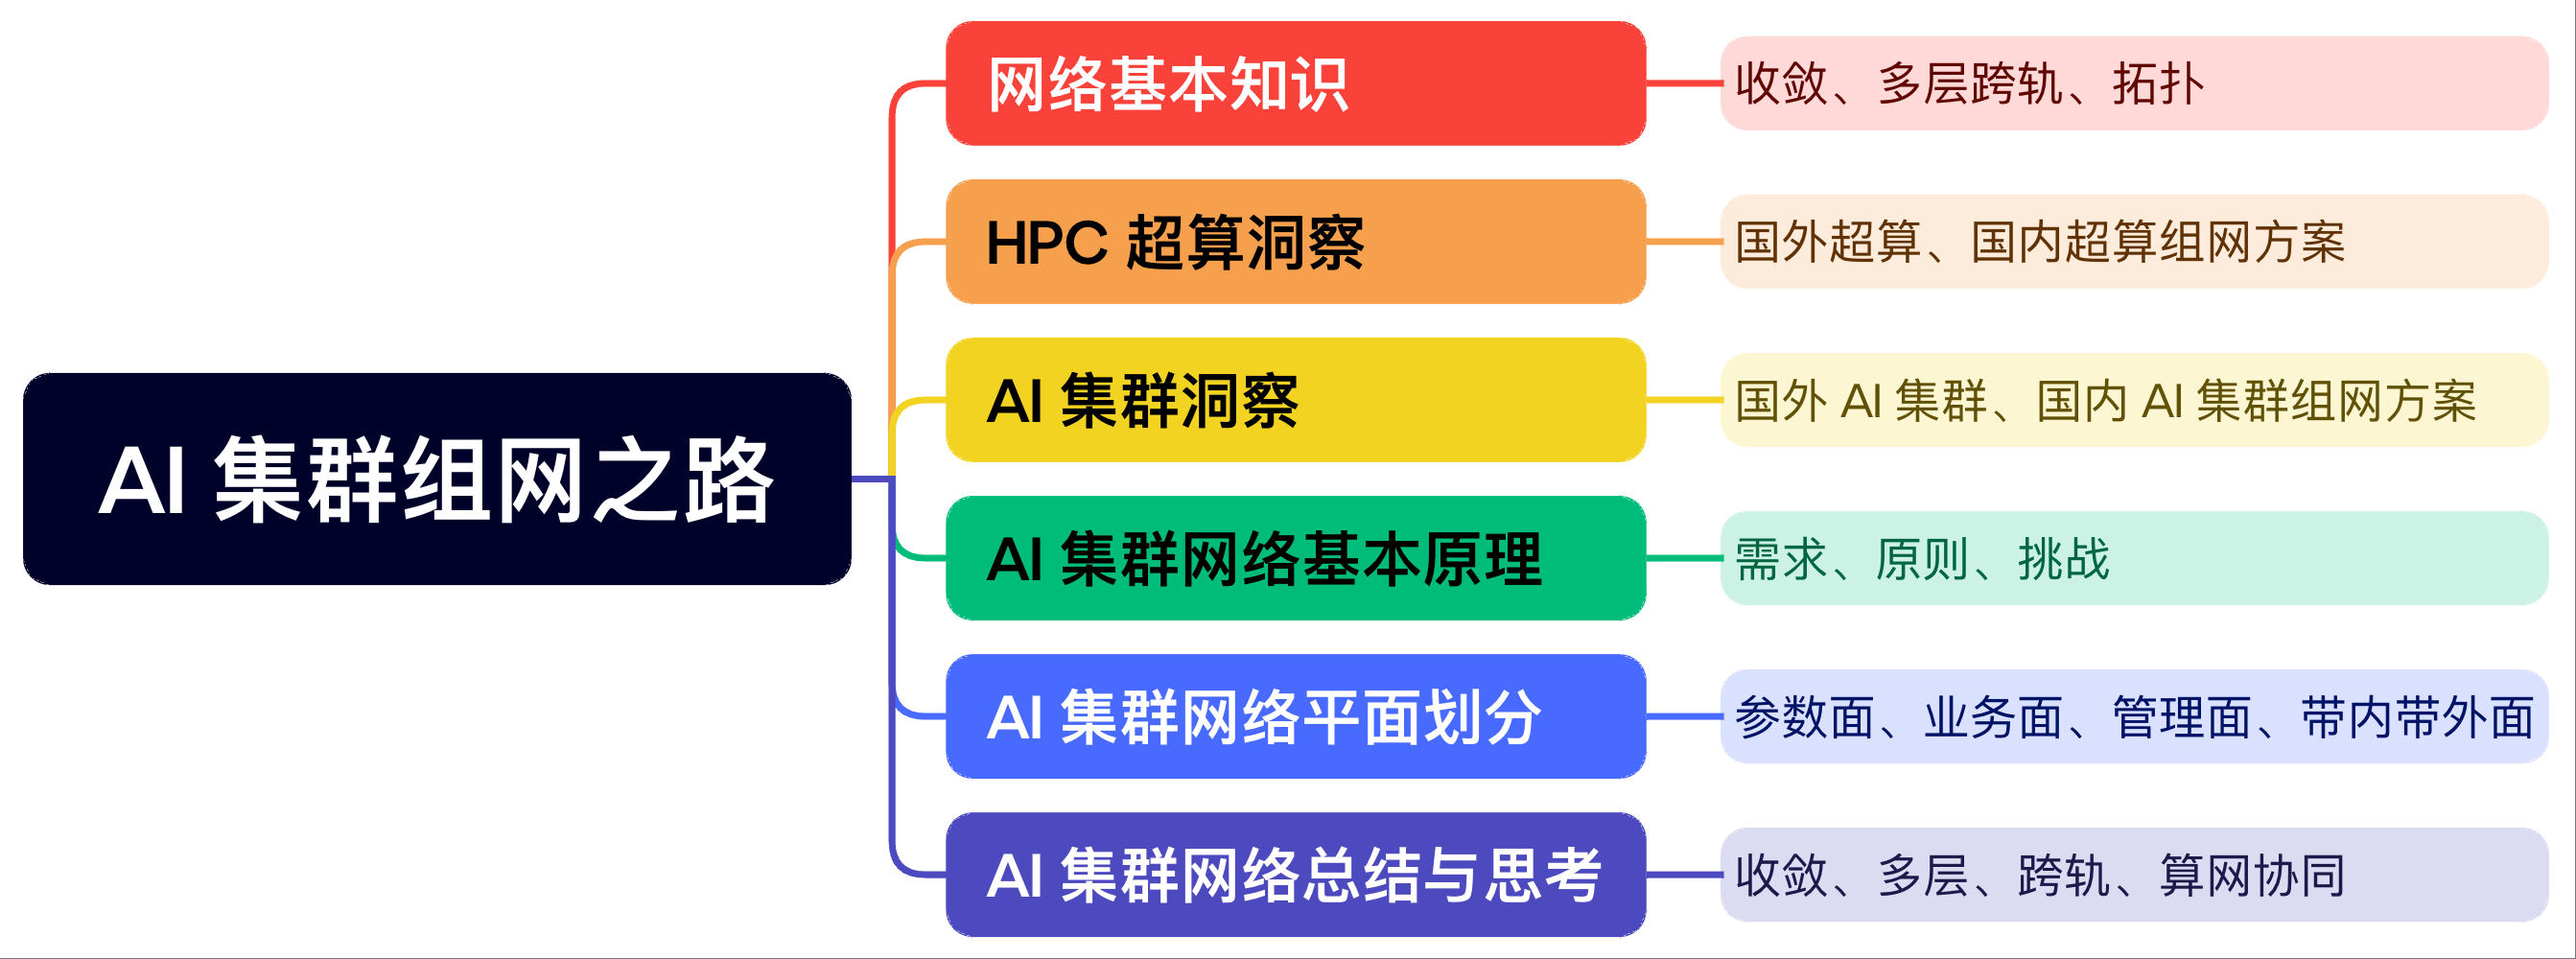 AI 集群组网之路
网络基本知识
收敛、多层跨轨、拓扑
HPC 超算洞察
国外超算、国内超算组网方案
AI 集群洞察
国外 AI 集群、国内 AI 集群组网方案
AI 集群网络基本原理
需求、原则、挑战
AI 集群网络平面划分
参数面、业务面、管理面、带内带外面
AI 集群网络总结与思考
收敛、多层、跨轨、算网协同